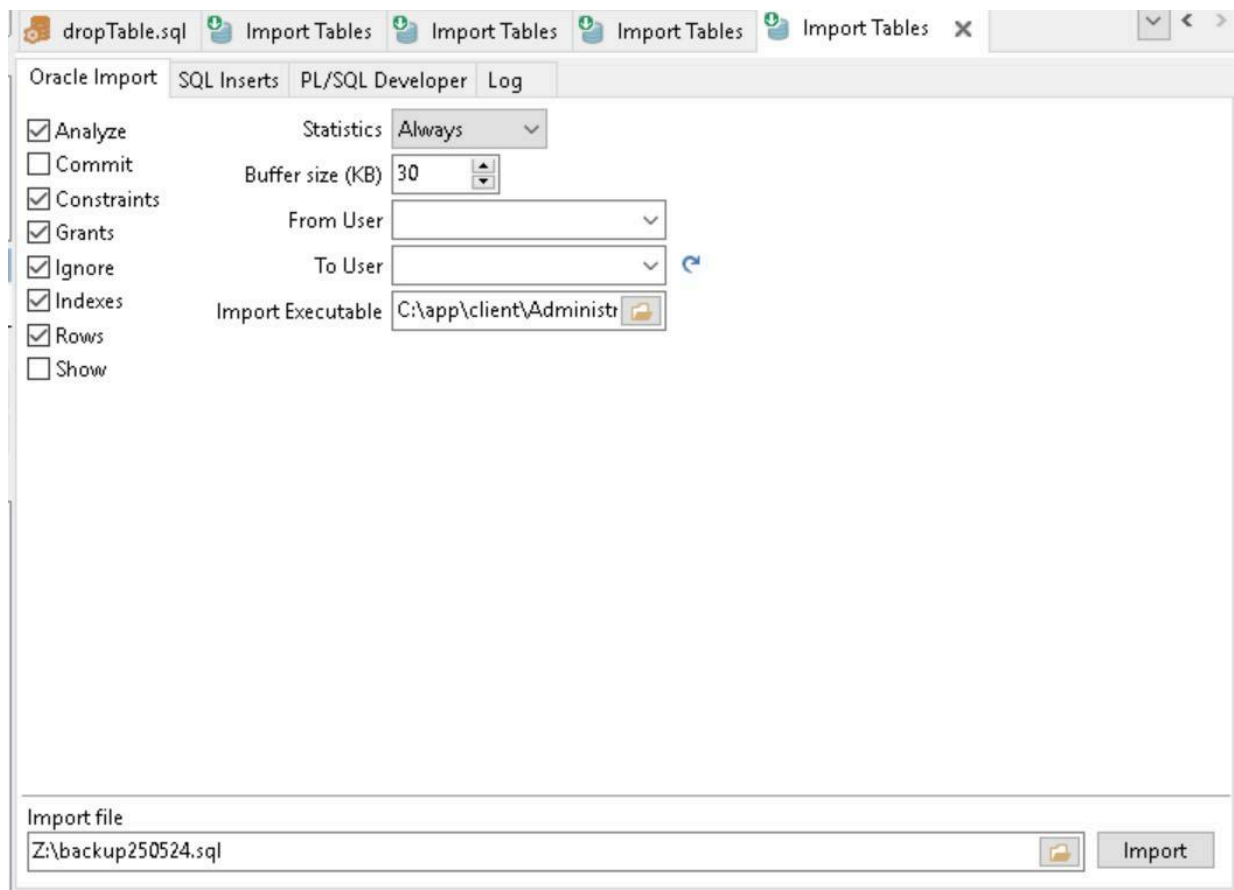 dropTable.sql Import Tables Import Tables Import Tables Import Tables
Oracle Import SQL Inserts PL/SQL Developer Log
Analyze Statistics Always
Commit
Buffer size (KB) 30
Constraints
Grants From User
Ignore To User
Indexes
Import Executable C:\app\client\Administr
Rows
Show
Import file
Z:\backup250524.sql Import